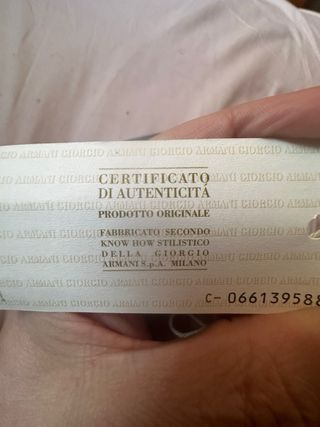 CERTIFICATO
DI AUTENTICITÀ
PRODOTTO ORIGINALE
FABBRICATO SECONDO
KNOW HOW STILISTICO
DELLA GIORGIO
ARMANI S.p.A. MILANO
C- 066139588